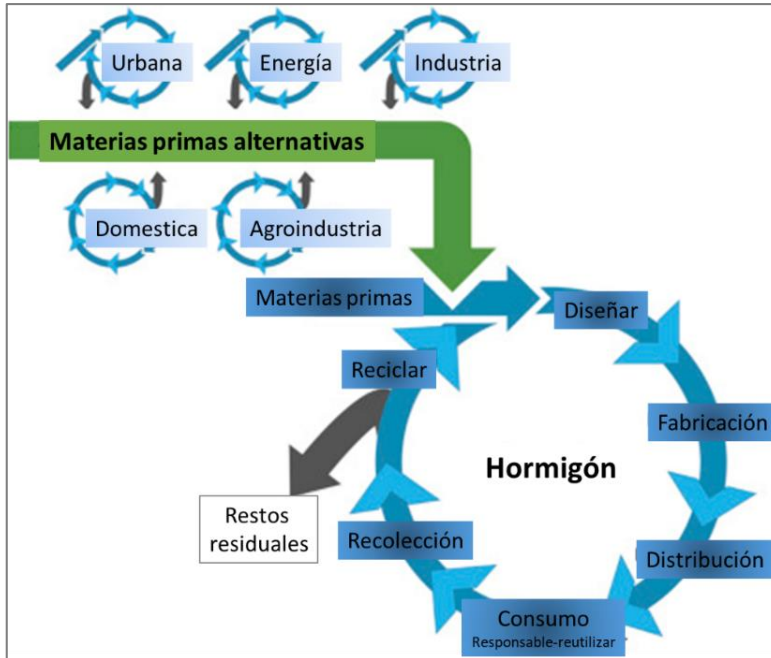 Urbana
Energía
Industria
Materias primas alternativas
Domestica
Agroindustria
Materias primas
Diseñar
Reciclar
Fabricación
Hormigón
Restos
residuales
Recolección
Distribución
Consumo
Responsable-reutilizar